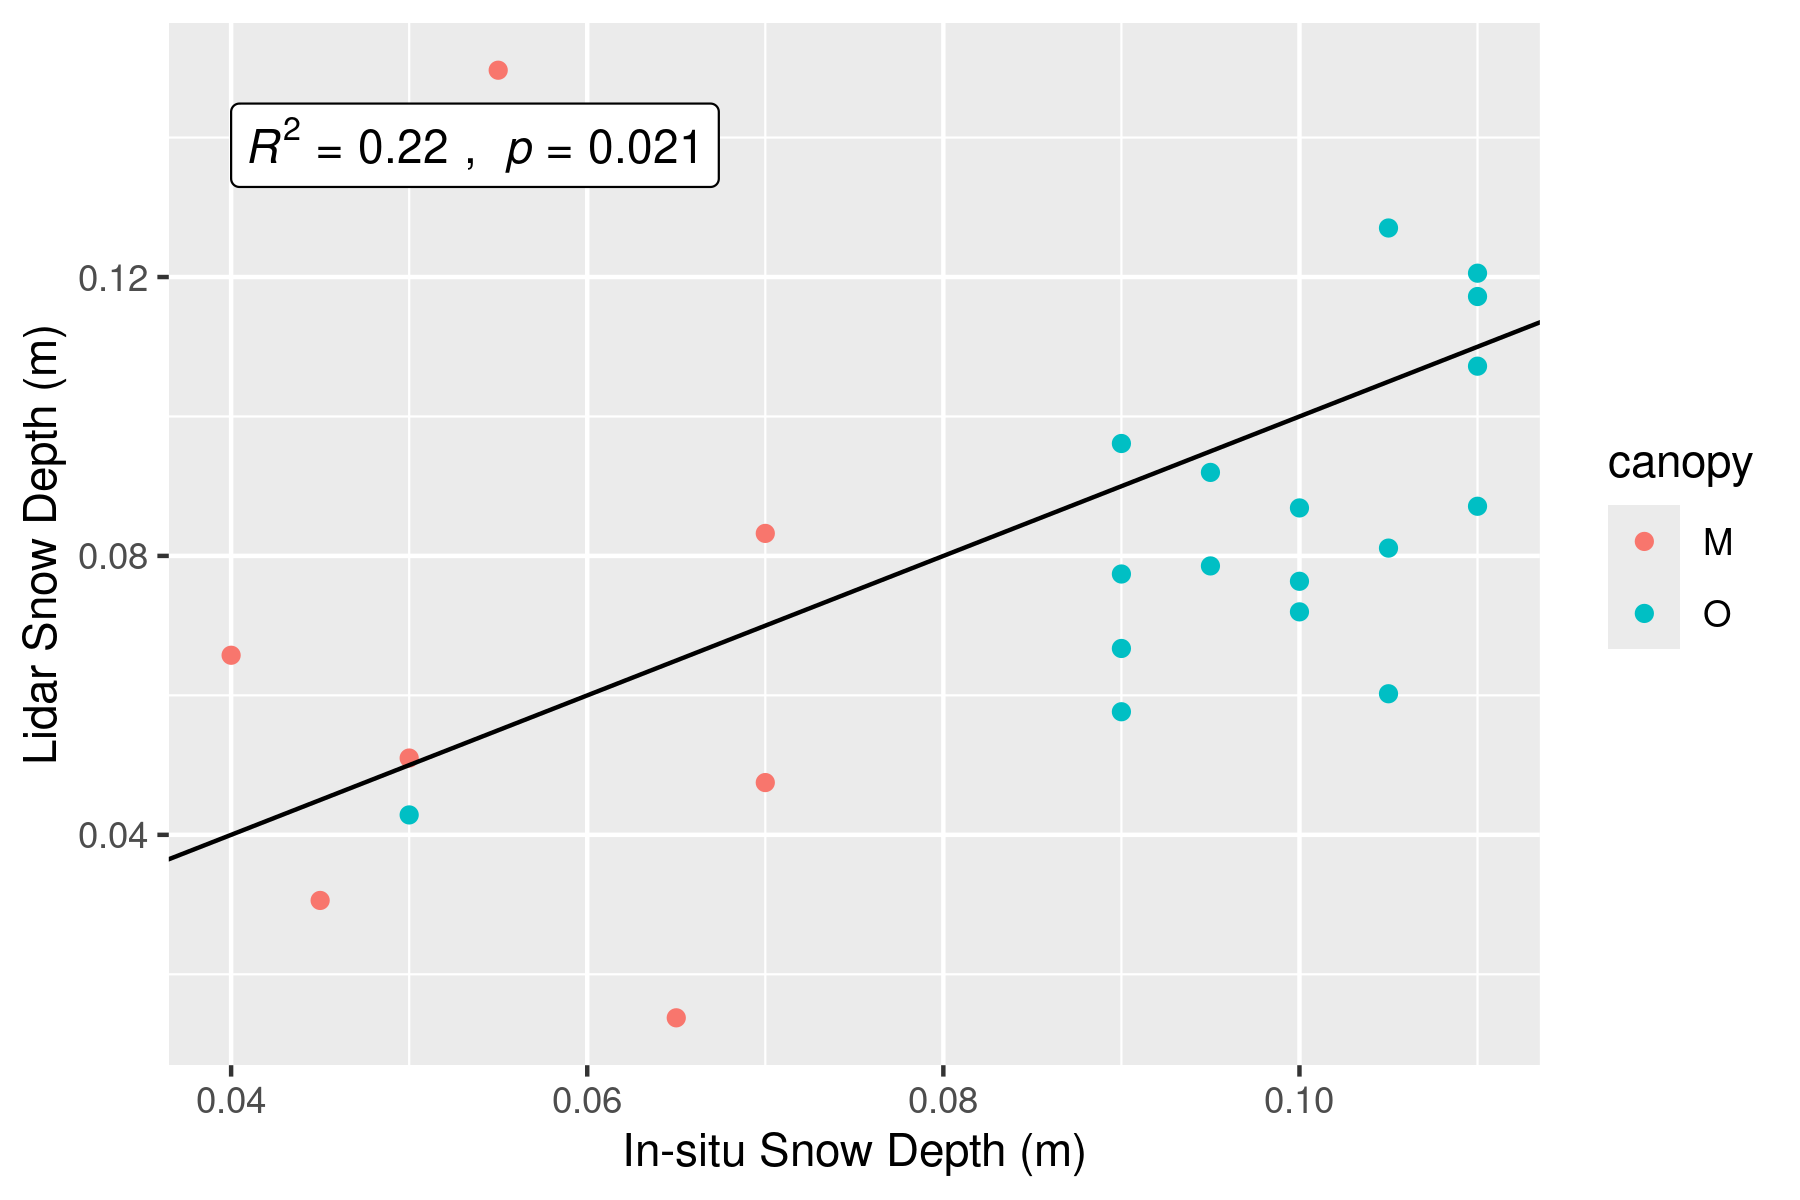 R² = 0.22 , p = 0.021
0.12
0.08
0.04
Lidar Snow Depth (m)
0.04 0.06 0.08 0.10
In-situ Snow Depth (m)
canopy
M
O